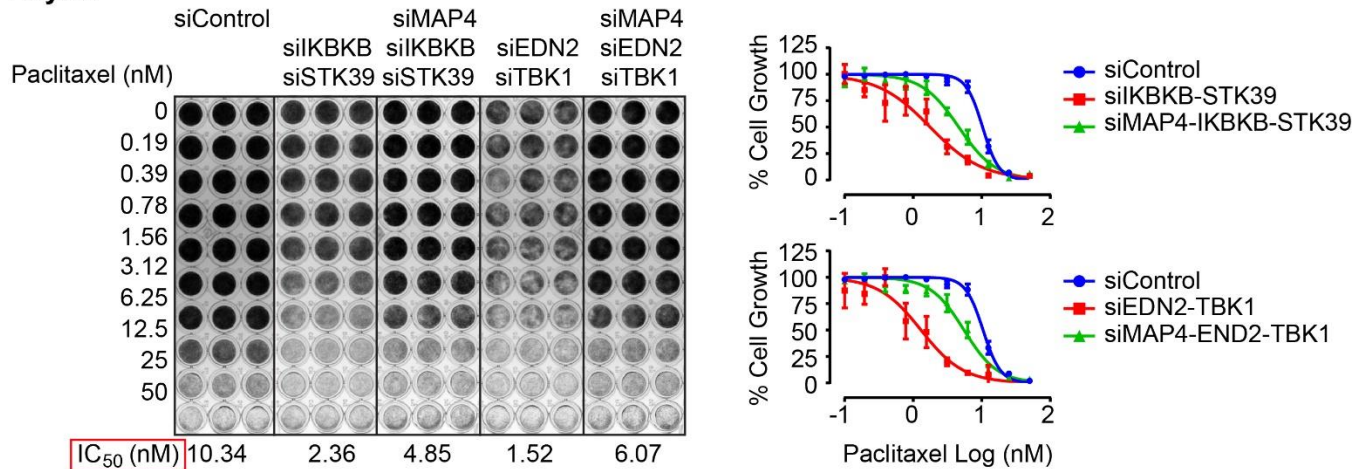 siControl
siMAP4
siMAP4
siIKBKB
siIKBKB
siEDN2
siEDN2
Paclitaxel (nM)
siSTK39
siSTK39
siTBK1
siTBK1
0
0.19
0.39
0.78
1.56
3.12
6.25
12.5
25
50
IC50 (nM) 10.34 2.36 4.85 1.52 6.07
% Cell Growth
125
100
75
50
25
0
-1 0 1 2
siControl
siIKBKB-STK39
siMAP4-IKBKB-STK39
% Cell Growth
125
100
75
50
25
0
-1 0 1 2
Paclitaxel Log (nM)
siControl
siEDN2-TBK1
siMAP4-END2-TBK1